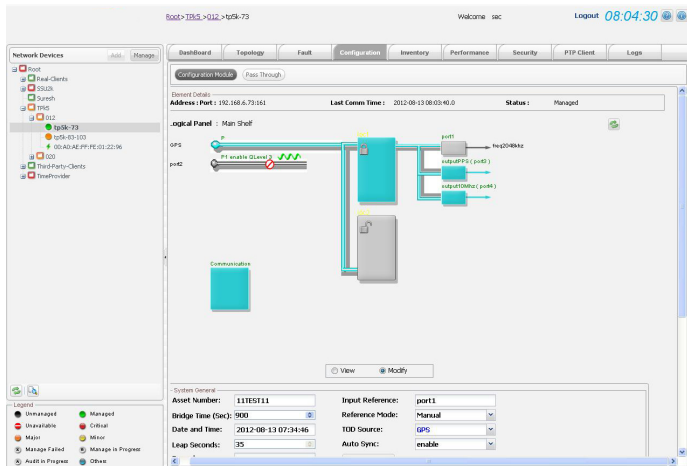 Root>TPk5 >012 >tp5k-73
Welcome sec
Logout 08:04:30
Network Devices Add Manage
DashBoard Topology Fault Configuration Inventory Performance Security PTP Client Logs
Root
Real-Clients
SSU2k
Suresh
TPk5
012
tp5k-73
tp5k-83-103
00:A0:AE:FF:FE:01:22:96
020
Third-Party-Clients
TimeProvider
Configuration Module Pass Through
Element Details
Address : Port : 192.168.6.73:161 Last Comm Time : 2012-08-13 08:03:40.0 Status : Managed
Logical Panel : Main Shelf
GPS P
port2 P1 enable QLevel 2
port1
freq2048khz
outputPPS ( port3 )
output10Mhz ( port4 )
Communication
View Modify
System General
Asset Number: 11TEST11 Input Reference: port1
Bridge Time (Sec): 900 Reference Mode: Manual
Date and Time: 2012-08-13 07:34:46 TOD Source: GPS
Leap Seconds: 35 Auto Sync: enable
Legend
Unmanaged Managed
Unavailable Critical
Major Minor
Manage Failed Manage in Progress
Audit in Progress Others